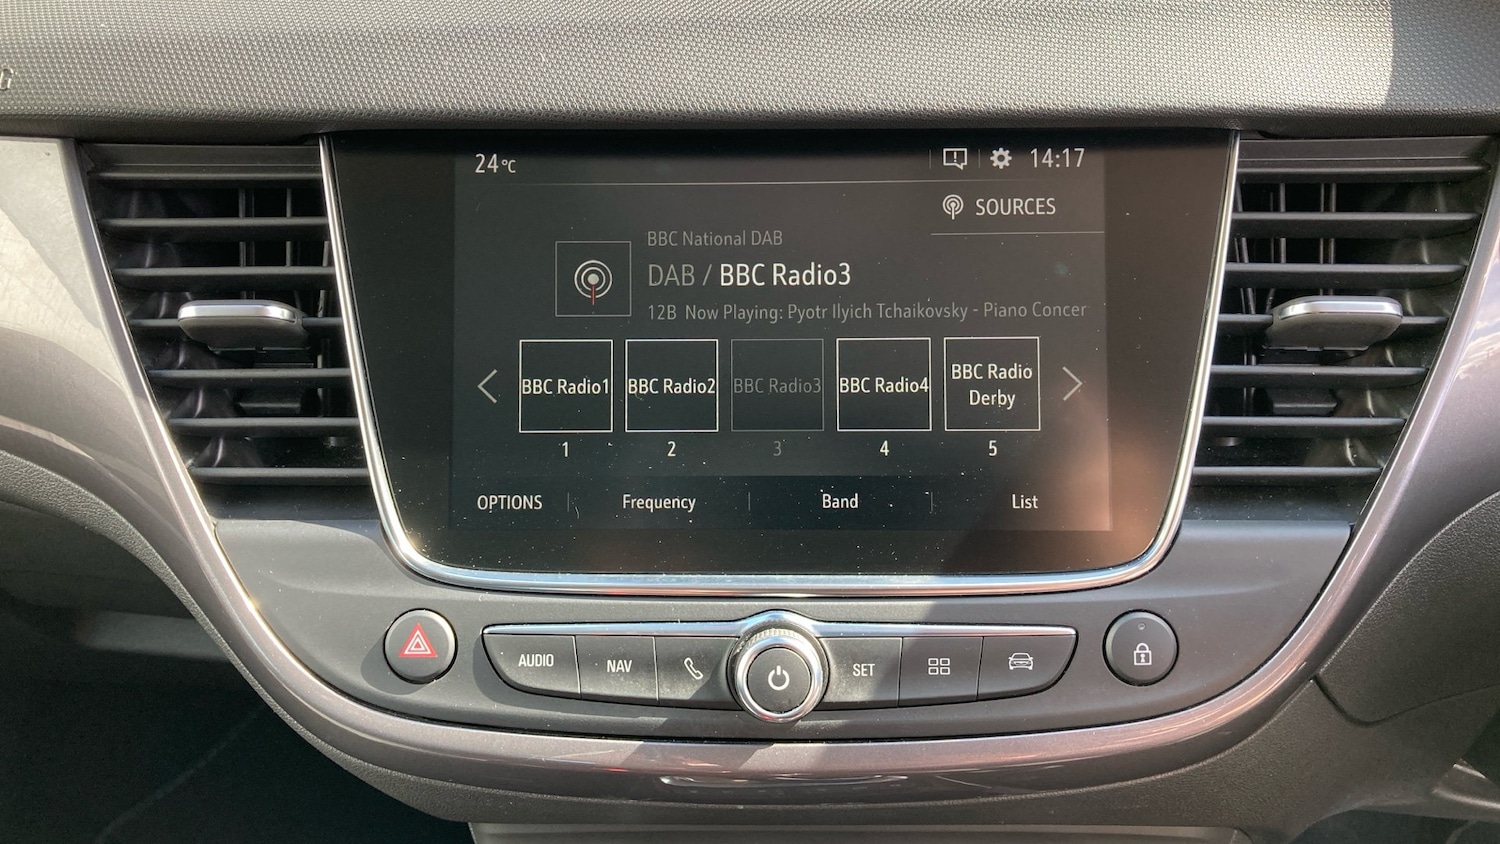 G
24°C
14:17
SOURCES
BBC National DAB
DAB / BBC Radio3
12B Now Playing: Pyotr Ilyich Tchaikovsky - Piano Concer
BBC Radio1
BBC Radio2
BBC Radio3
BBC Radio4
BBC Radio
Derby
1 2 3 4 5
OPTIONS Frequency Band List
AUDIO NAV SET